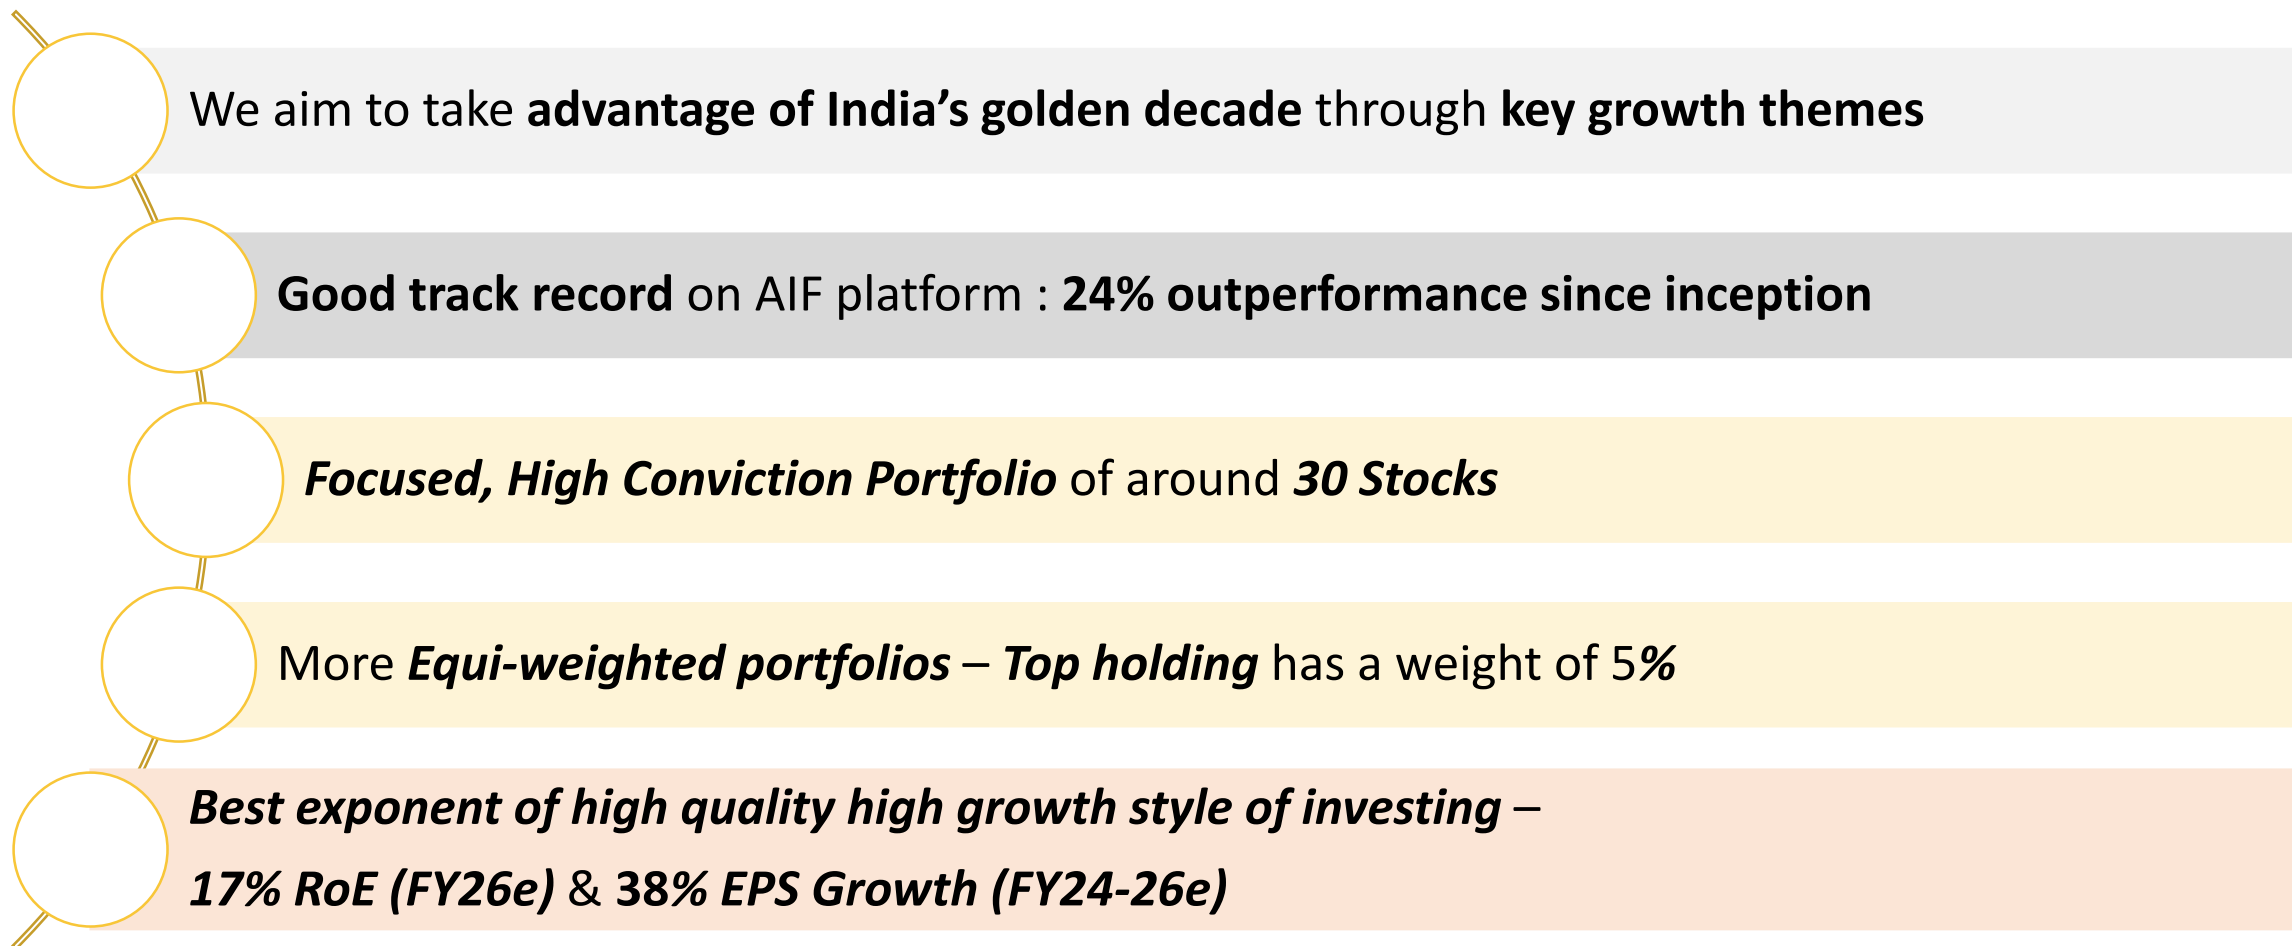 We aim to take advantage of India’s golden decade through key growth themes
Good track record on AIF platform : 24% outperformance since inception
Focused, High Conviction Portfolio of around 30 Stocks
More Equi-weighted portfolios – Top holding has a weight of 5%
Best exponent of high quality high growth style of investing –
17% RoE (FY26e) & 38% EPS Growth (FY24-26e)